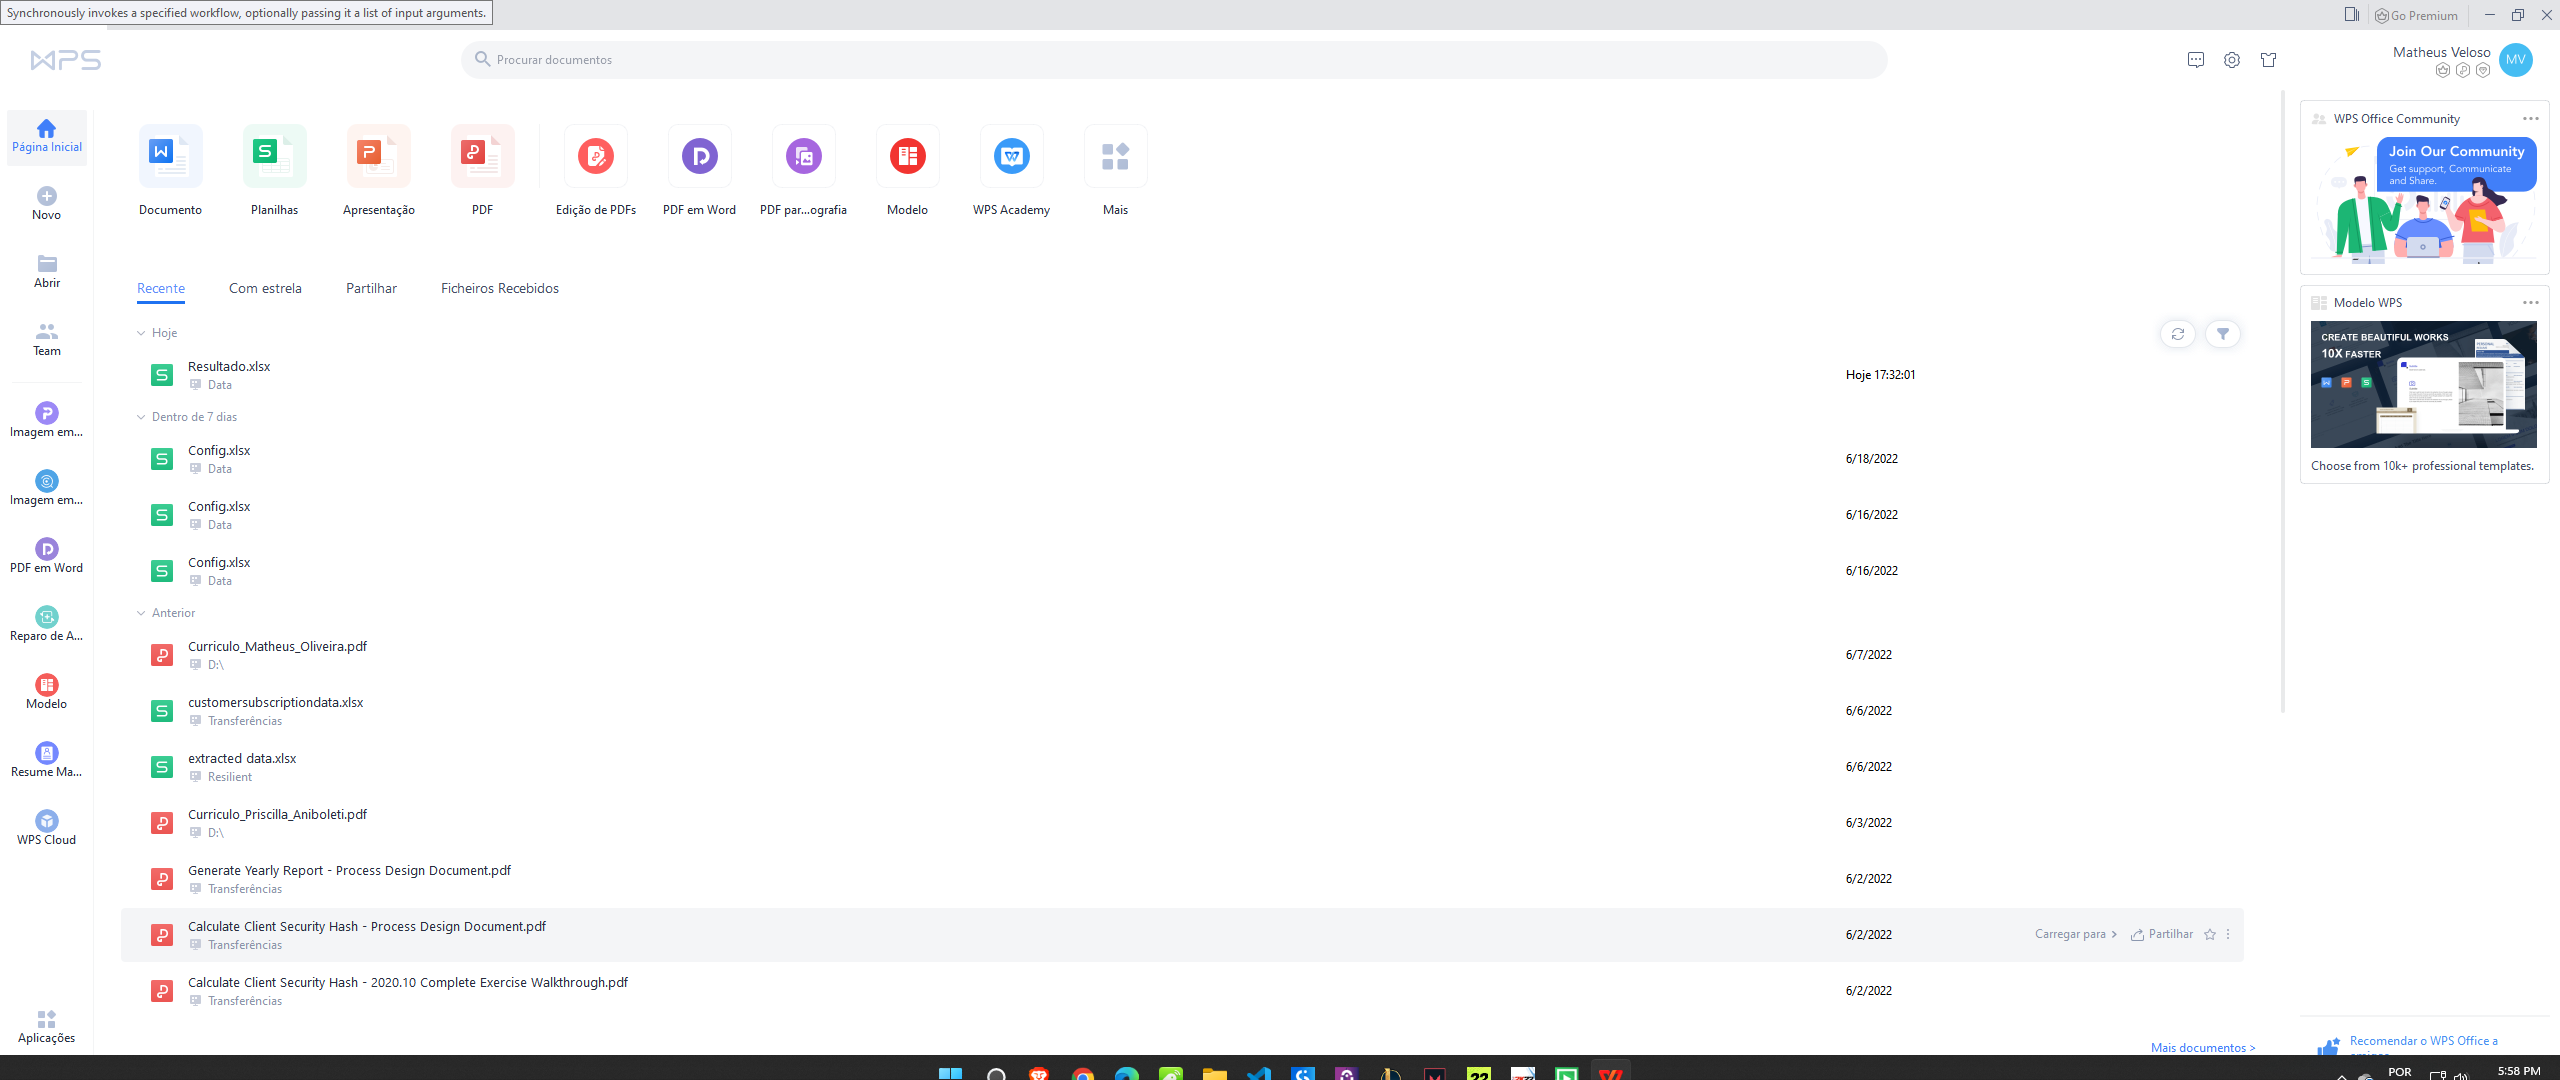 Synchronously invokes a specified workflow, optionally passing it a list of input arguments.
Go Premium
WPS
Procurar documentos
Matheus Veloso
MV
Página Inicial
Novo
Abrir
Team
Imagem em...
Imagem em...
PDF em Word
Reparo de A...
Modelo
Resume Ma...
WPS Cloud
Aplicações
Documento
Planilhas
Apresentação
PDF
Edição de PDFs
PDF em Word
PDF par...ografia
Modelo
WPS Academy
Mais
Recente
Com estrela
Partilhar
Ficheiros Recebidos
Hoje
Resultado.xlsx
Data
Hoje 17:32:01
Dentro de 7 dias
Config.xlsx
Data
6/18/2022
Config.xlsx
Data
6/16/2022
Config.xlsx
Data
6/16/2022
Anterior
Curriculo_Matheus_Oliveira.pdf
D:\
6/7/2022
customersubscriptiondata.xlsx
Transferências
6/6/2022
extracted data.xlsx
Resilient
6/6/2022
Curriculo_Priscilla_Aniboleti.pdf
D:\
6/3/2022
Generate Yearly Report - Process Design Document.pdf
Transferências
6/2/2022
Calculate Client Security Hash - Process Design Document.pdf
Transferências
6/2/2022
Carregar para
Partilhar
Calculate Client Security Hash - 2020.10 Complete Exercise Walkthrough.pdf
Transferências
6/2/2022
Mais documentos >
WPS Office Community
Join Our Community
Get support, Communicate
and Share.
Modelo WPS
CREATE BEAUTIFUL WORKS
10X FASTER
Choose from 10k+ professional templates.
Recomendar o WPS Office a
POR
5:58 PM